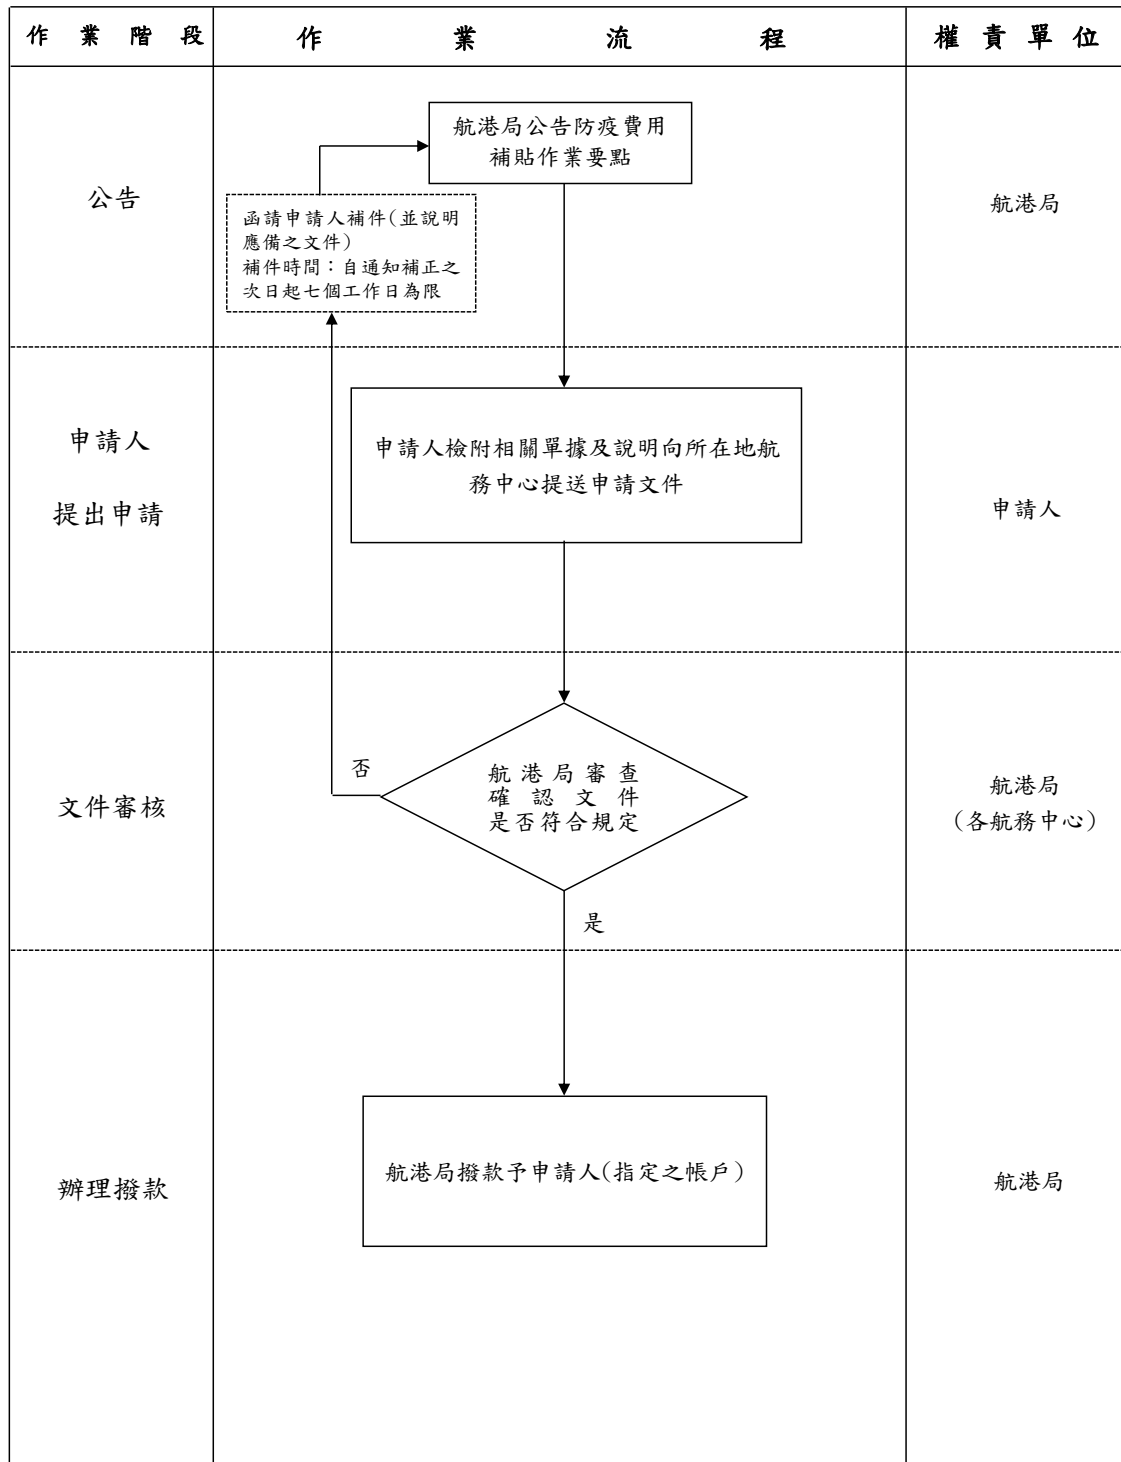 作業階段
作業流程
權責單位
航港局公告防疫費用
補貼作業要點
公告
函請申請人補件(並說明
應備之文件)
補件時間：自通知補正之
次日起七個工作日為限
航港局
申請人
提出申請
申請人檢附相關單據及說明向所在地航
務中心提送申請文件
申請人
否
航港局審查
確認文件
是否符合規定
文件審核
航港局
(各航務中心)
是
航港局撥款予申請人(指定之帳戶)
辦理撥款
航港局